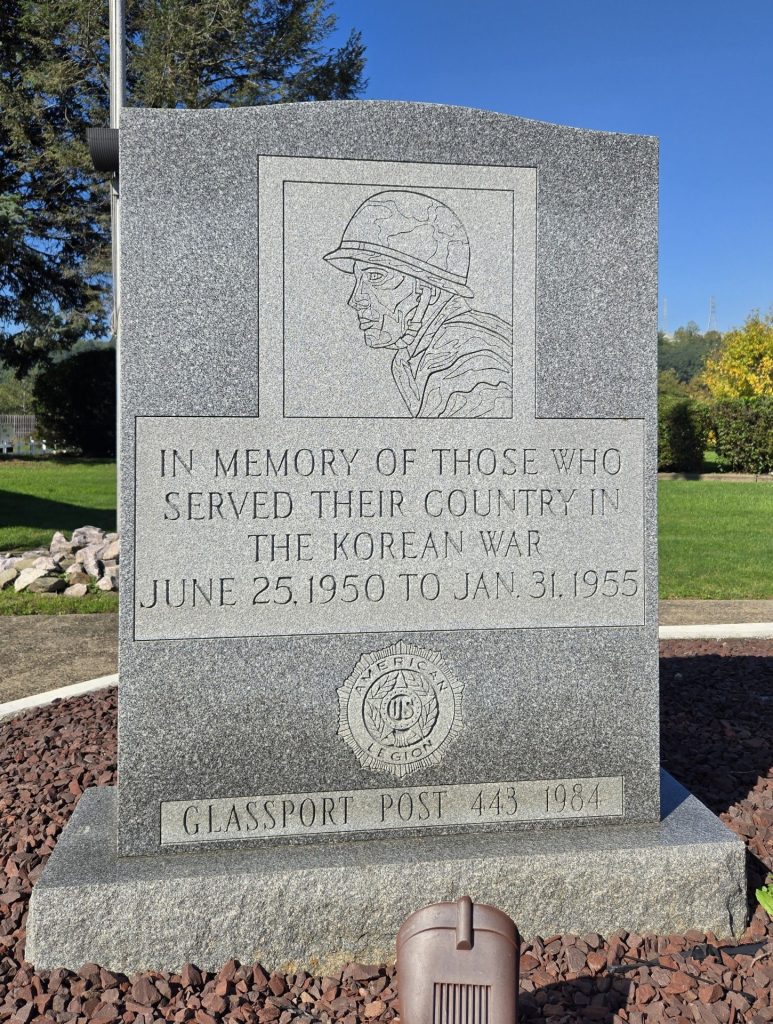 IN MEMORY OF THOSE WHO
SERVED THEIR COUNTRY IN
THE KOREAN WAR
JUNE 25, 1950 TO JAN. 31, 1955
AMERICAN
US
LEGION
GLASSPORT POST 443 1984